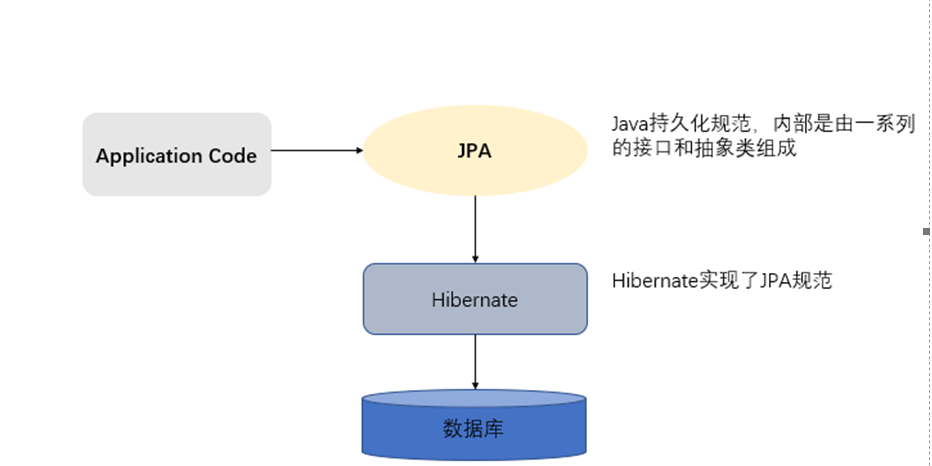 Application Code
JPA
Java持久化规范，内部是由一系列
的接口和抽象类组成
Hibernate
Hibernate实现了JPA规范
数据库